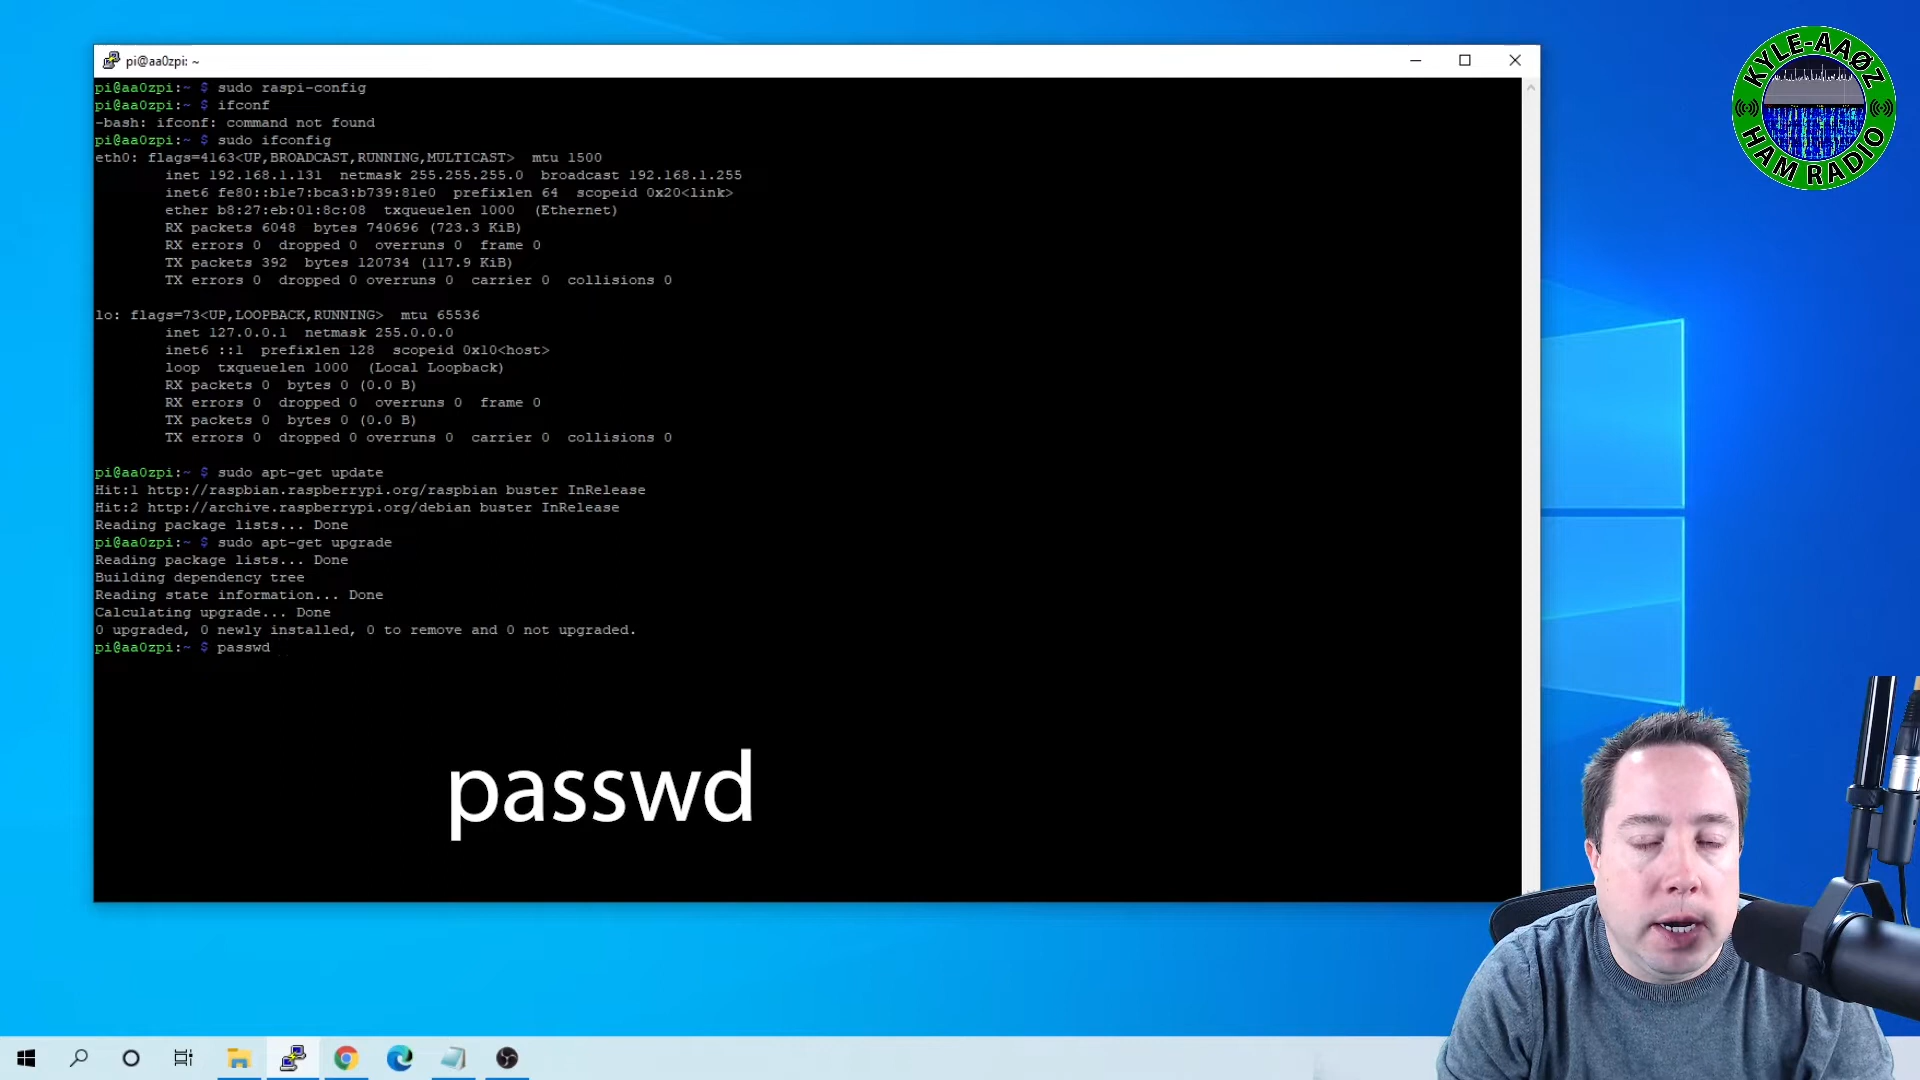 pi@aa0zpi: ~
pi@aa0zpi:~ $ sudo raspi-config
pi@aa0zpi:~ $ ifconf
-bash: ifconf: command not found
pi@aa0zpi:~ $ sudo ifconfig
eth0: flags=4163<UP,BROADCAST,RUNNING,MULTICAST>  mtu 1500
inet 192.168.1.131  netmask 255.255.255.0  broadcast 192.168.1.255
inet6 fe80::b1e7:bca3:b739:81e0  prefixlen 64  scopeid 0x20<link>
ether b8:27:eb:01:8c:08  txqueuelen 1000  (Ethernet)
RX packets 6048  bytes 740696 (723.3 KiB)
RX errors 0  dropped 0  overruns 0  frame 0
TX packets 392  bytes 120734 (117.9 KiB)
TX errors 0  dropped 0 overruns 0  carrier 0  collisions 0
lo: flags=73<UP,LOOPBACK,RUNNING>  mtu 65536
inet 127.0.0.1  netmask 255.0.0.0
inet6 ::1  prefixlen 128  scopeid 0x10<host>
loop  txqueuelen 1000  (Local Loopback)
RX packets 0  bytes 0 (0.0 B)
RX errors 0  dropped 0  overruns 0  frame 0
TX packets 0  bytes 0 (0.0 B)
TX errors 0  dropped 0 overruns 0  carrier 0  collisions 0
pi@aa0zpi:~ $ sudo apt-get update
Hit:1 http://raspbian.raspberrypi.org/raspbian buster InRelease
Hit:2 http://archive.raspberrypi.org/debian buster InRelease
Reading package lists... Done
pi@aa0zpi:~ $ sudo apt-get upgrade
Reading package lists... Done
Building dependency tree
Reading state information... Done
Calculating upgrade... Done
0 upgraded, 0 newly installed, 0 to remove and 0 not upgraded.
pi@aa0zpi:~ $ passwd
passwd
KYLE-AAØZ
HAM RADIO